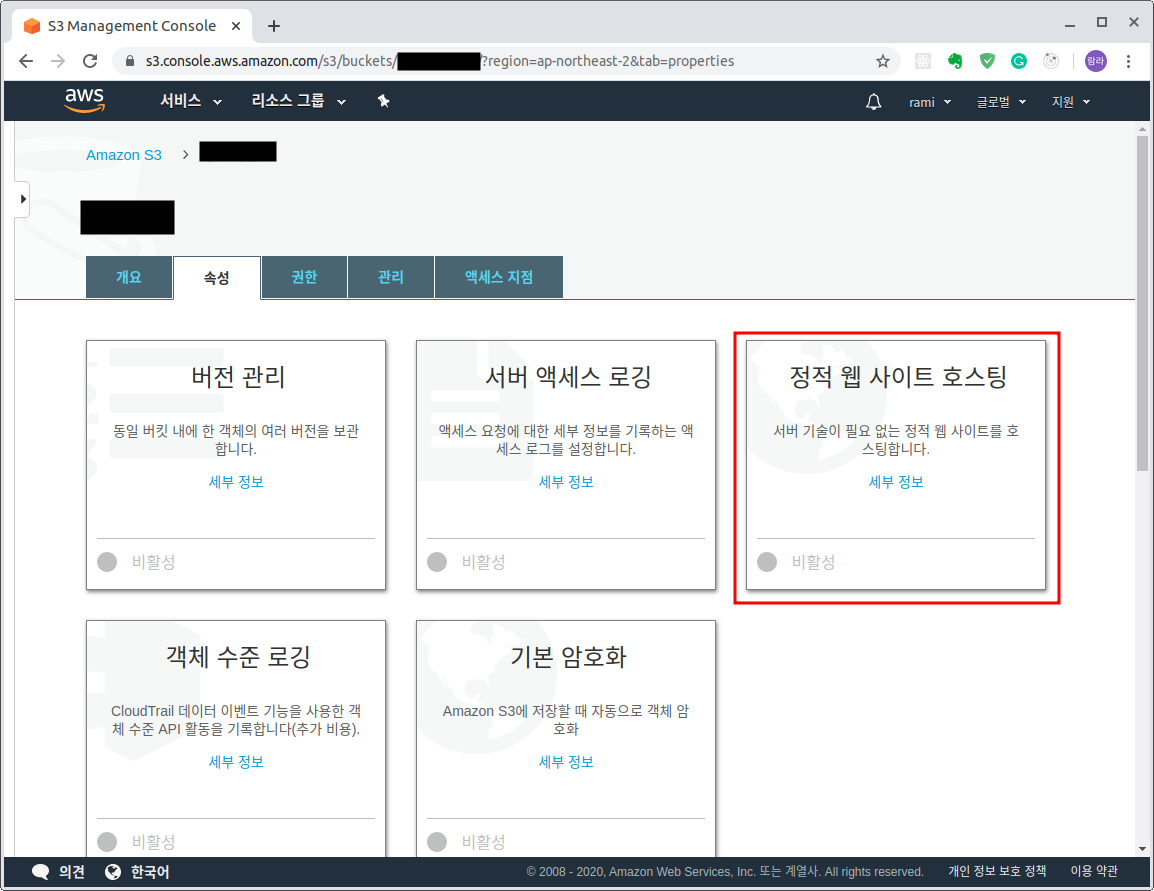 S3 Management Console
s3.console.aws.amazon.com/s3/buckets/ ?region=ap-northeast-2&tab=properties
람라
aws 서비스 리소스 그룹 rami 글로벌 지원
Amazon S3
개요 속성 권한 관리 액세스 지점
버전 관리
동일 버킷 내에 한 객체의 여러 버전을 보관
합니다.
세부 정보
비활성
서버 액세스 로깅
액세스 요청에 대한 세부 정보를 기록하는 액
세스 로그를 설정합니다.
세부 정보
비활성
정적 웹 사이트 호스팅
서버 기술이 필요 없는 정적 웹 사이트를 호
스팅합니다.
세부 정보
비활성
객체 수준 로깅
CloudTrail 데이터 이벤트 기능을 사용한 객
체 수준 API 활동을 기록합니다(추가 비용).
세부 정보
비활성
기본 암호화
Amazon S3에 저장할 때 자동으로 객체 암
호화
세부 정보
비활성
의견 한국어 © 2008 - 2020, Amazon Web Services, Inc. 또는 계열사. All rights reserved. 개인 정보 보호 정책 이용 약관